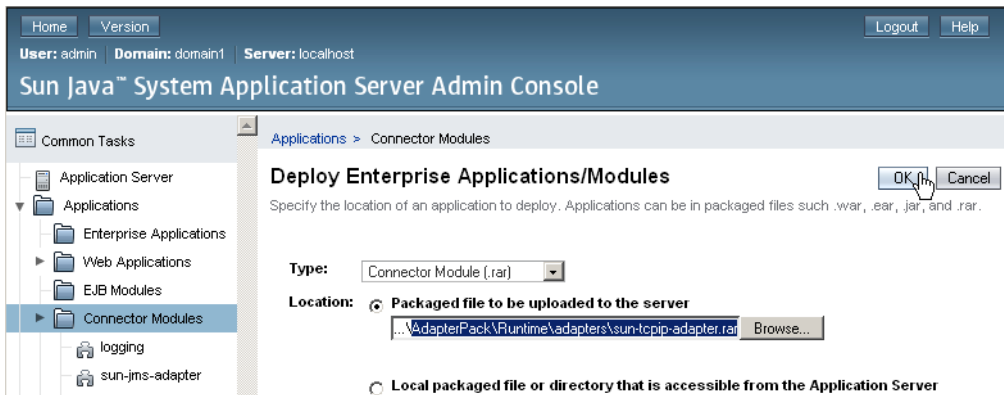 Home Version Logout Help
User: admin Domain: domain1 Server: localhost
Sun Java™ System Application Server Admin Console
Common Tasks
Application Server
Applications
Enterprise Applications
Web Applications
EJB Modules
Connector Modules
logging
sun-jms-adapter
Applications > Connector Modules
Deploy Enterprise Applications/Modules
OK Cancel
Specify the location of an application to deploy. Applications can be in packaged files such .war, .ear, .jar, and .rar.
Type: Connector Module (.rar)
Location: Packaged file to be uploaded to the server
...\AdapterPack\Runtime\adapters\sun-tcpip-adapter.rar Browse...
Local packaged file or directory that is accessible from the Application Server